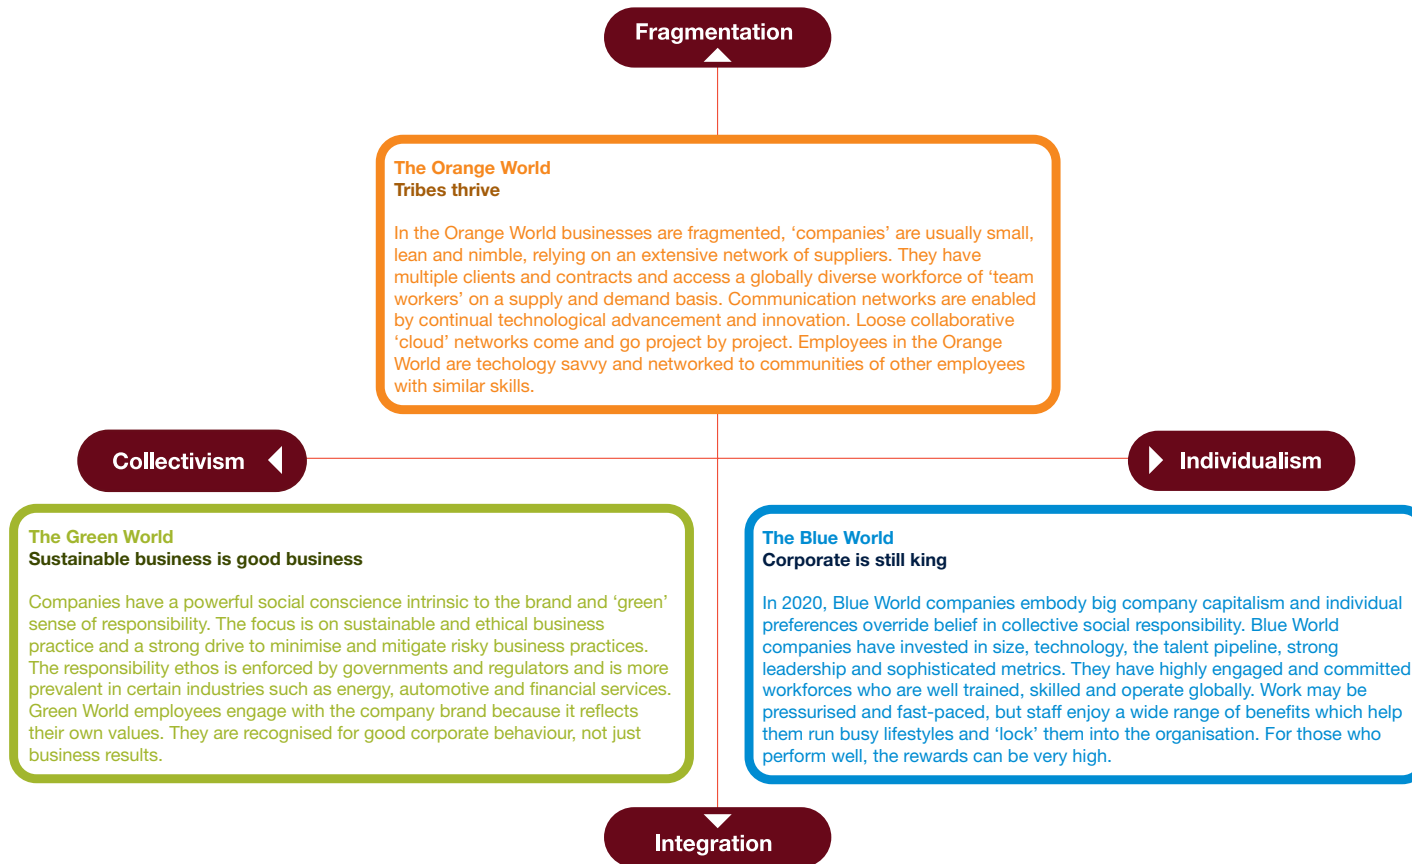 Fragmentation
The Orange World
Tribes thrive
In the Orange World businesses are fragmented, ‘companies’ are usually small,
lean and nimble, relying on an extensive network of suppliers. They have
multiple clients and contracts and access a globally diverse workforce of ‘team
workers’ on a supply and demand basis. Communication networks are enabled
by continual technological advancement and innovation. Loose collaborative
‘cloud’ networks come and go project by project. Employees in the Orange
World are techology savvy and networked to communities of other employees
with similar skills.
Collectivism
Individualism
The Green World
Sustainable business is good business
Companies have a powerful social conscience intrinsic to the brand and ‘green’
sense of responsibility. The focus is on sustainable and ethical business
practice and a strong drive to minimise and mitigate risky business practices.
The responsibility ethos is enforced by governments and regulators and is more
prevalent in certain industries such as energy, automotive and financial services.
Green World employees engage with the company brand because it reflects
their own values. They are recognised for good corporate behaviour, not just
business results.
The Blue World
Corporate is still king
In 2020, Blue World companies embody big company capitalism and individual
preferences override belief in collective social responsibility. Blue World
companies have invested in size, technology, the talent pipeline, strong
leadership and sophisticated metrics. They have highly engaged and committed
workforces who are well trained, skilled and operate globally. Work may be
pressurised and fast-paced, but staff enjoy a wide range of benefits which help
them run busy lifestyles and ‘lock’ them into the organisation. For those who
perform well, the rewards can be very high.
Integration